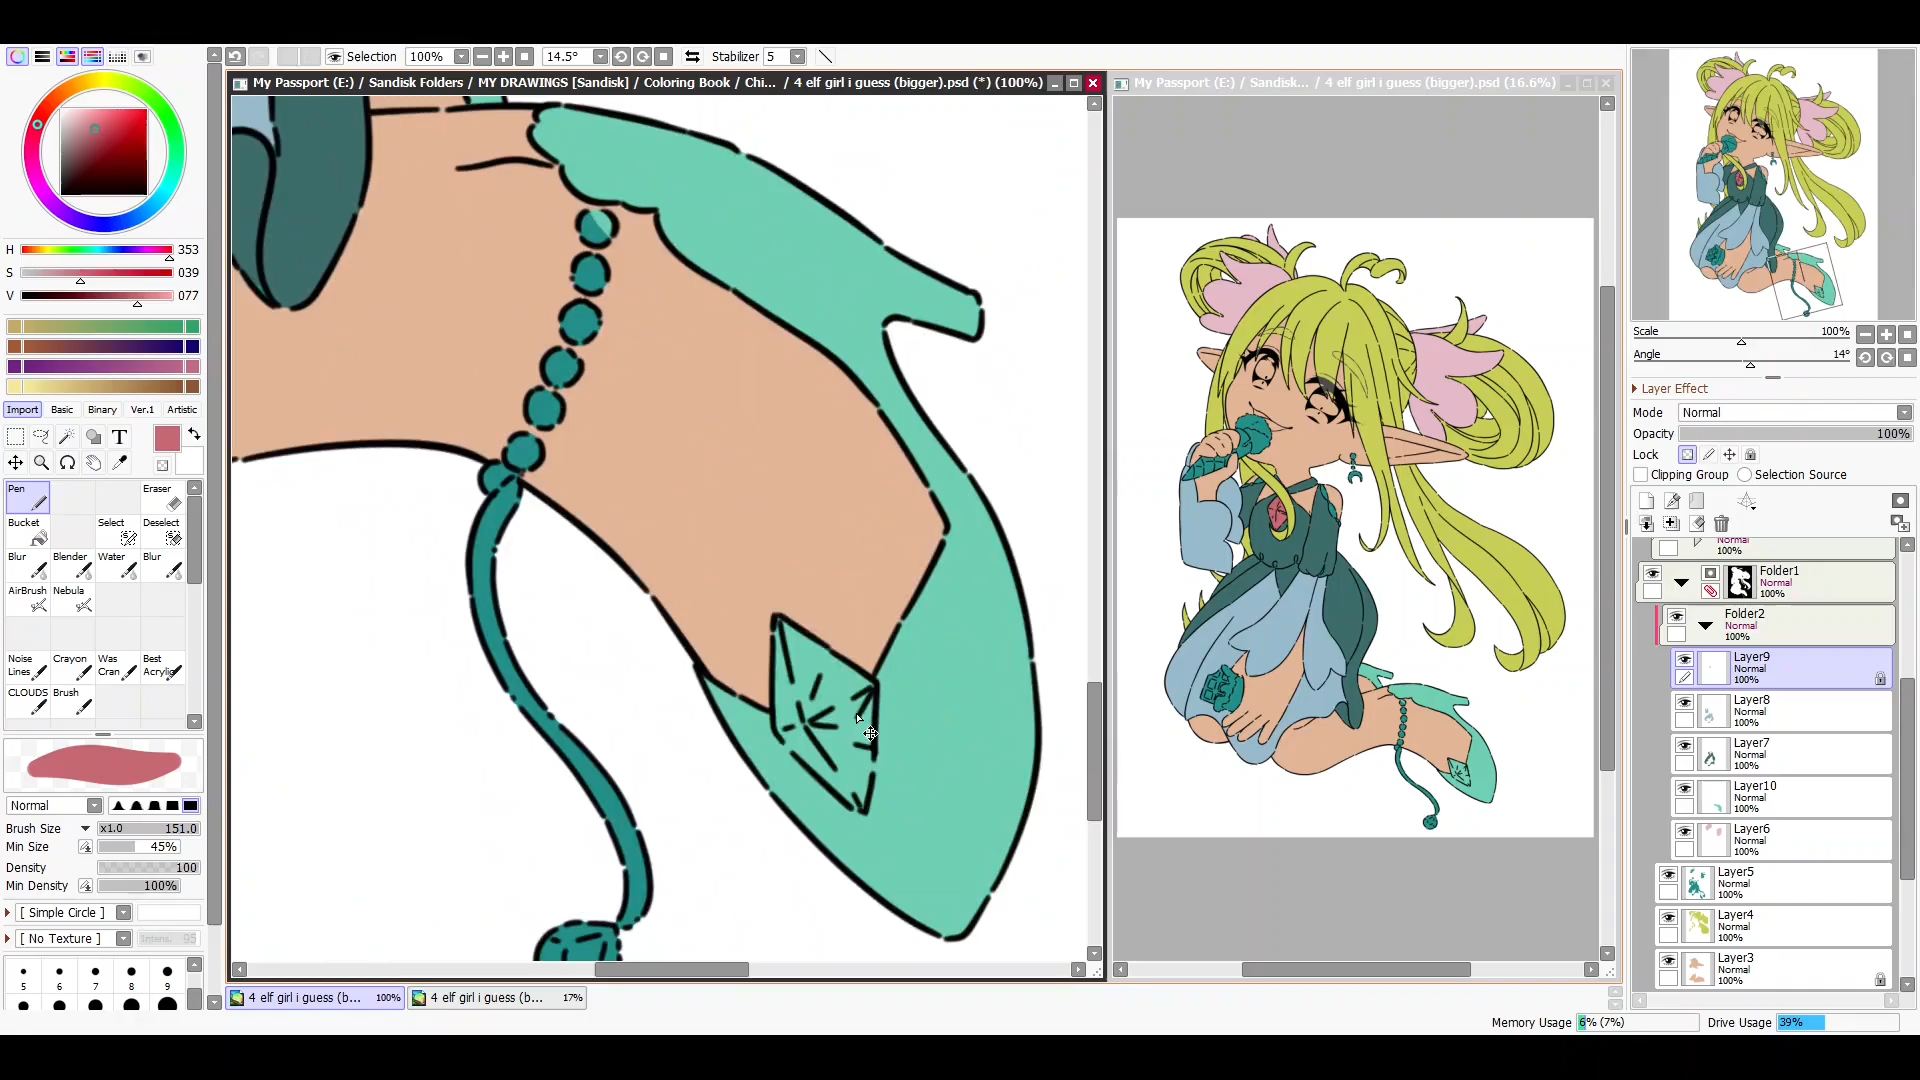 Selection
100%
14.5°
Stabilizer 5
My Passport (E:) / Sandisk Folders / MY DRAWINGS [Sandisk] / Coloring Book / Chi... / 4 elf girl i guess (bigger).psd (*) (100%)
My Passport (E:) / Sandisk... / 4 elf girl i guess (bigger).psd (16.6%)
H 353
S 039
V 077
Import Basic Binary Ver.1 Artistic
T
Pen Eraser
Bucket Select Deselect
Blur Blender Water Blur
AirBrush Nebula
Noise Lines Crayon Was Cran Best Acrylic
CLOUDS Brush
Normal
Brush Size x1.0 151.0
Min Size 45%
Density 100
Min Density 100%
[ Simple Circle ]
[ No Texture ] Intens. 95
5 6 7 8 9
4 elf girl i guess (b... 100%
4 elf girl i guess (b... 17%
Scale 100%
Angle 14°
Layer Effect
Mode Normal
Opacity 100%
Lock
Clipping Group Selection Source
Normal
100%
Folder1
Normal
100%
Folder2
Normal
100%
Layer9
Normal
100%
Layer8
Normal
100%
Layer7
Normal
100%
Layer10
Normal
100%
Layer6
Normal
100%
Layer5
Normal
100%
Layer4
Normal
100%
Layer3
Normal
100%
Memory Usage 6% (7%) Drive Usage 39%